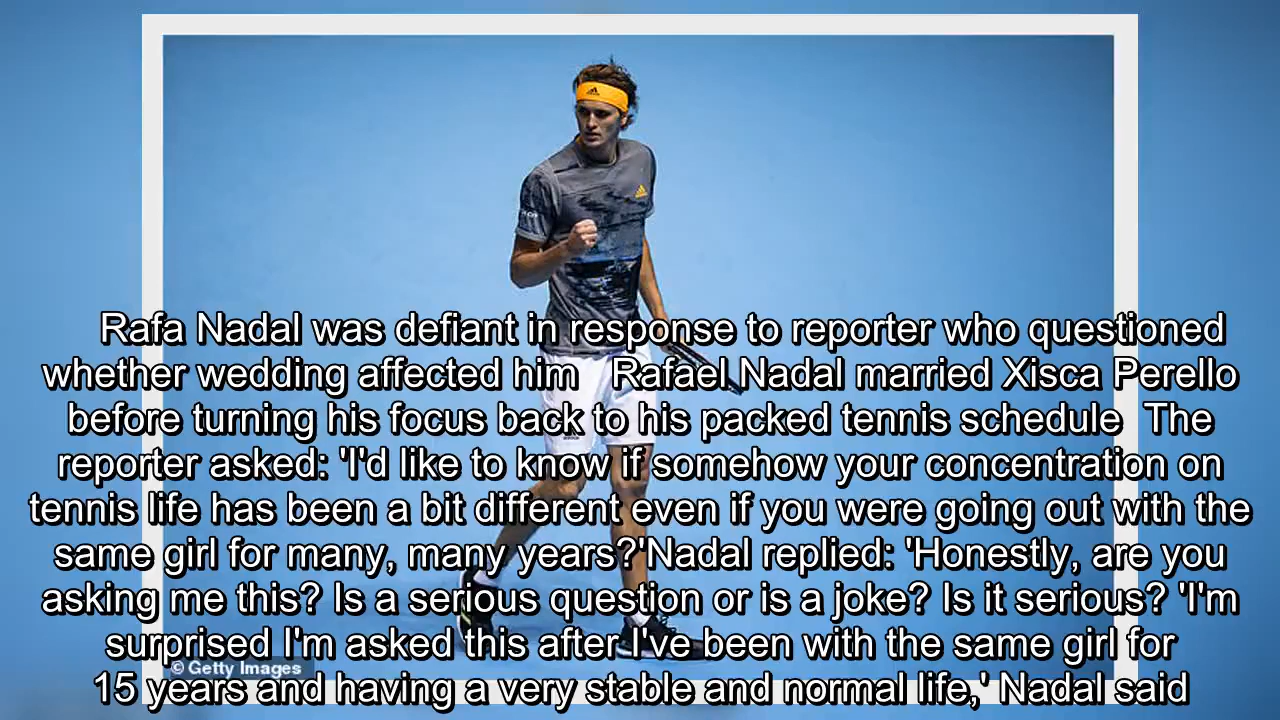 Rafa Nadal was defiant in response to reporter who questioned
whether wedding affected him   Rafael Nadal married Xisca Perello
before turning his focus back to his packed tennis schedule  The
reporter asked: 'I'd like to know if somehow your concentration on
tennis life has been a bit different even if you were going out with the
same girl for many, many years?'Nadal replied: 'Honestly, are you
asking me this? Is a serious question or is a joke? Is it serious? 'I'm
surprised I'm asked this after I've been with the same girl for
© Getty Images
15 years and having a very stable and normal life,' Nadal said